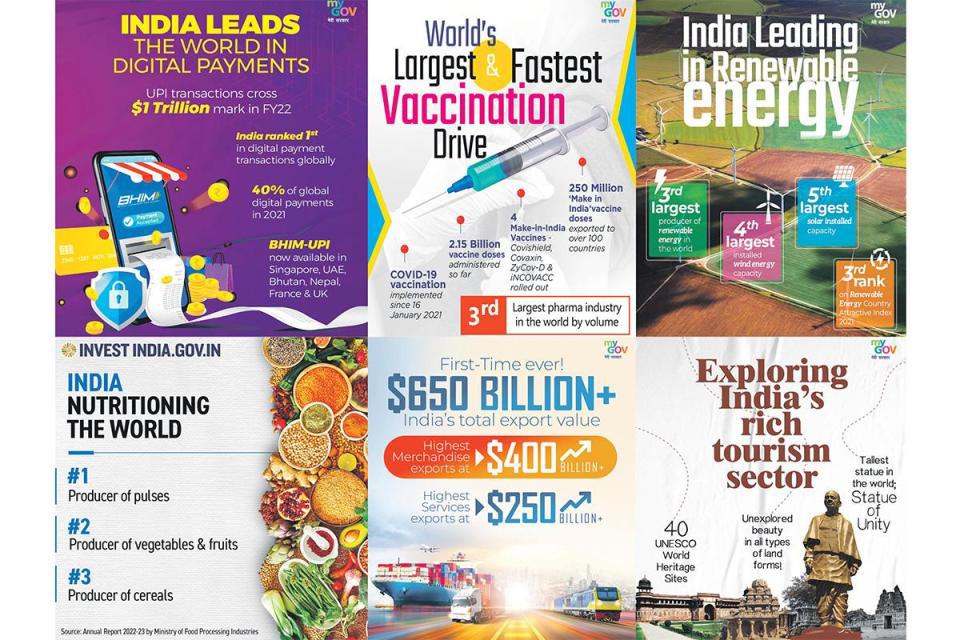 my
GOV
मेरी सरकार
INDIA LEADS
THE WORLD IN
DIGITAL PAYMENTS
UPI transactions cross
$1 Trillion mark in FY22
India ranked 1st
in digital payment
transactions globally
40% of global
digital payments
in 2021
BHIM-UPI
now available in
Singapore, UAE,
Bhutan, Nepal,
France & UK
BHIM
Payment
Accepted
my
GOV
मेरी सरकार
World's
Largest & Fastest
Vaccination
Drive
COVID-19
vaccination
implemented
since 16
January 2021
2.15 Billion
vaccine doses
administered
so far
4
Make-in-India
Vaccines -
Covishield,
Covaxin,
ZyCov-D &
iNCOVACC
rolled out
250 Million
'Make in
India'vaccine
doses
exported to
over 100
countries
3rd
Largest pharma industry
in the world by volume
my
GOV
मेरी सरकार
India Leading
in Renewable
energy
3rd
largest
producer of
renewable
energy in
the world
4th
largest
installed
wind energy
capacity
5th
largest
solar installed
capacity
3rd
rank
on Renewable
Energy Country
Attractive Index
2021
INVEST INDIA.GOV.IN
INDIA
NUTRITIONING
THE WORLD
#1
Producer of pulses
#2
Producer of vegetables & fruits
#3
Producer of cereals
Source: Annual Report 2022-23 by Ministry of Food Processing Industries
my
GOV
मेरी सरकार
First-Time ever!
$650 BILLION+
India's total export value
Highest
Merchandise
exports at
$400
BILLION+
Highest
Services
exports at
$250
BILLION+
my
GOV
मेरी सरकार
Exploring
India's
rich
tourism
sector
40
UNESCO
World
Heritage
Sites
Unexplored
beauty
in all types
of land
forms!
Tallest
statue in
the world;
Statue
of
Unity